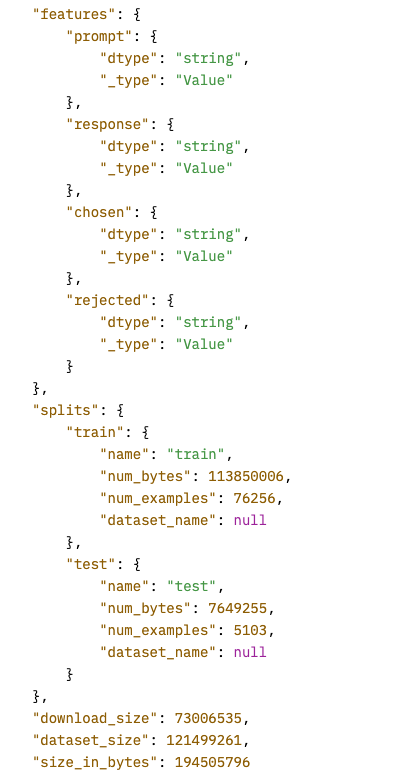 "features": {
"prompt": {
"dtype": "string",
"_type": "Value"
},
"response": {
"dtype": "string",
"_type": "Value"
},
"chosen": {
"dtype": "string",
"_type": "Value"
},
"rejected": {
"dtype": "string",
"_type": "Value"
}
},
"splits": {
"train": {
"name": "train",
"num_bytes": 113850006,
"num_examples": 76256,
"dataset_name": null
},
"test": {
"name": "test",
"num_bytes": 7649255,
"num_examples": 5103,
"dataset_name": null
}
},
"download_size": 73006535,
"dataset_size": 121499261,
"size_in_bytes": 194505796